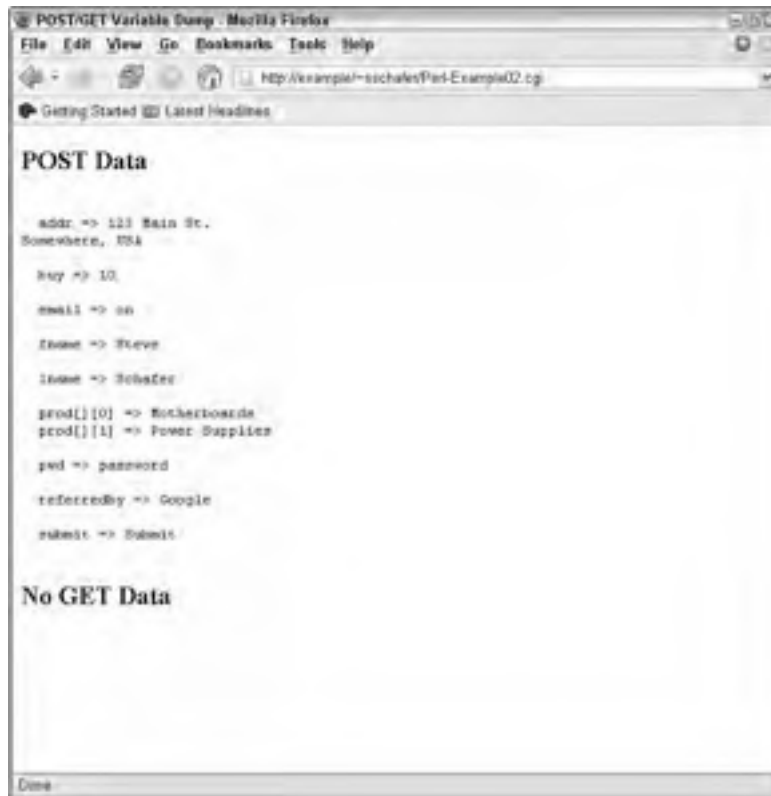 POST/GET Variable Dump - Mozilla Firefox
File Edit View Go Bookmarks Tools Help
http://example/~sschafer/Perl-Example02.cgi
Getting Started Latest Headlines
POST Data
addr => 123 Main St.
Somewhere, USA
buy => 10
email => on
fname => Steve
lname => Schafer
prod[][0] => Motherboards
prod[][1] => Power Supplies
pwd => password
referredby => Google
submit => Submit
No GET Data
Done